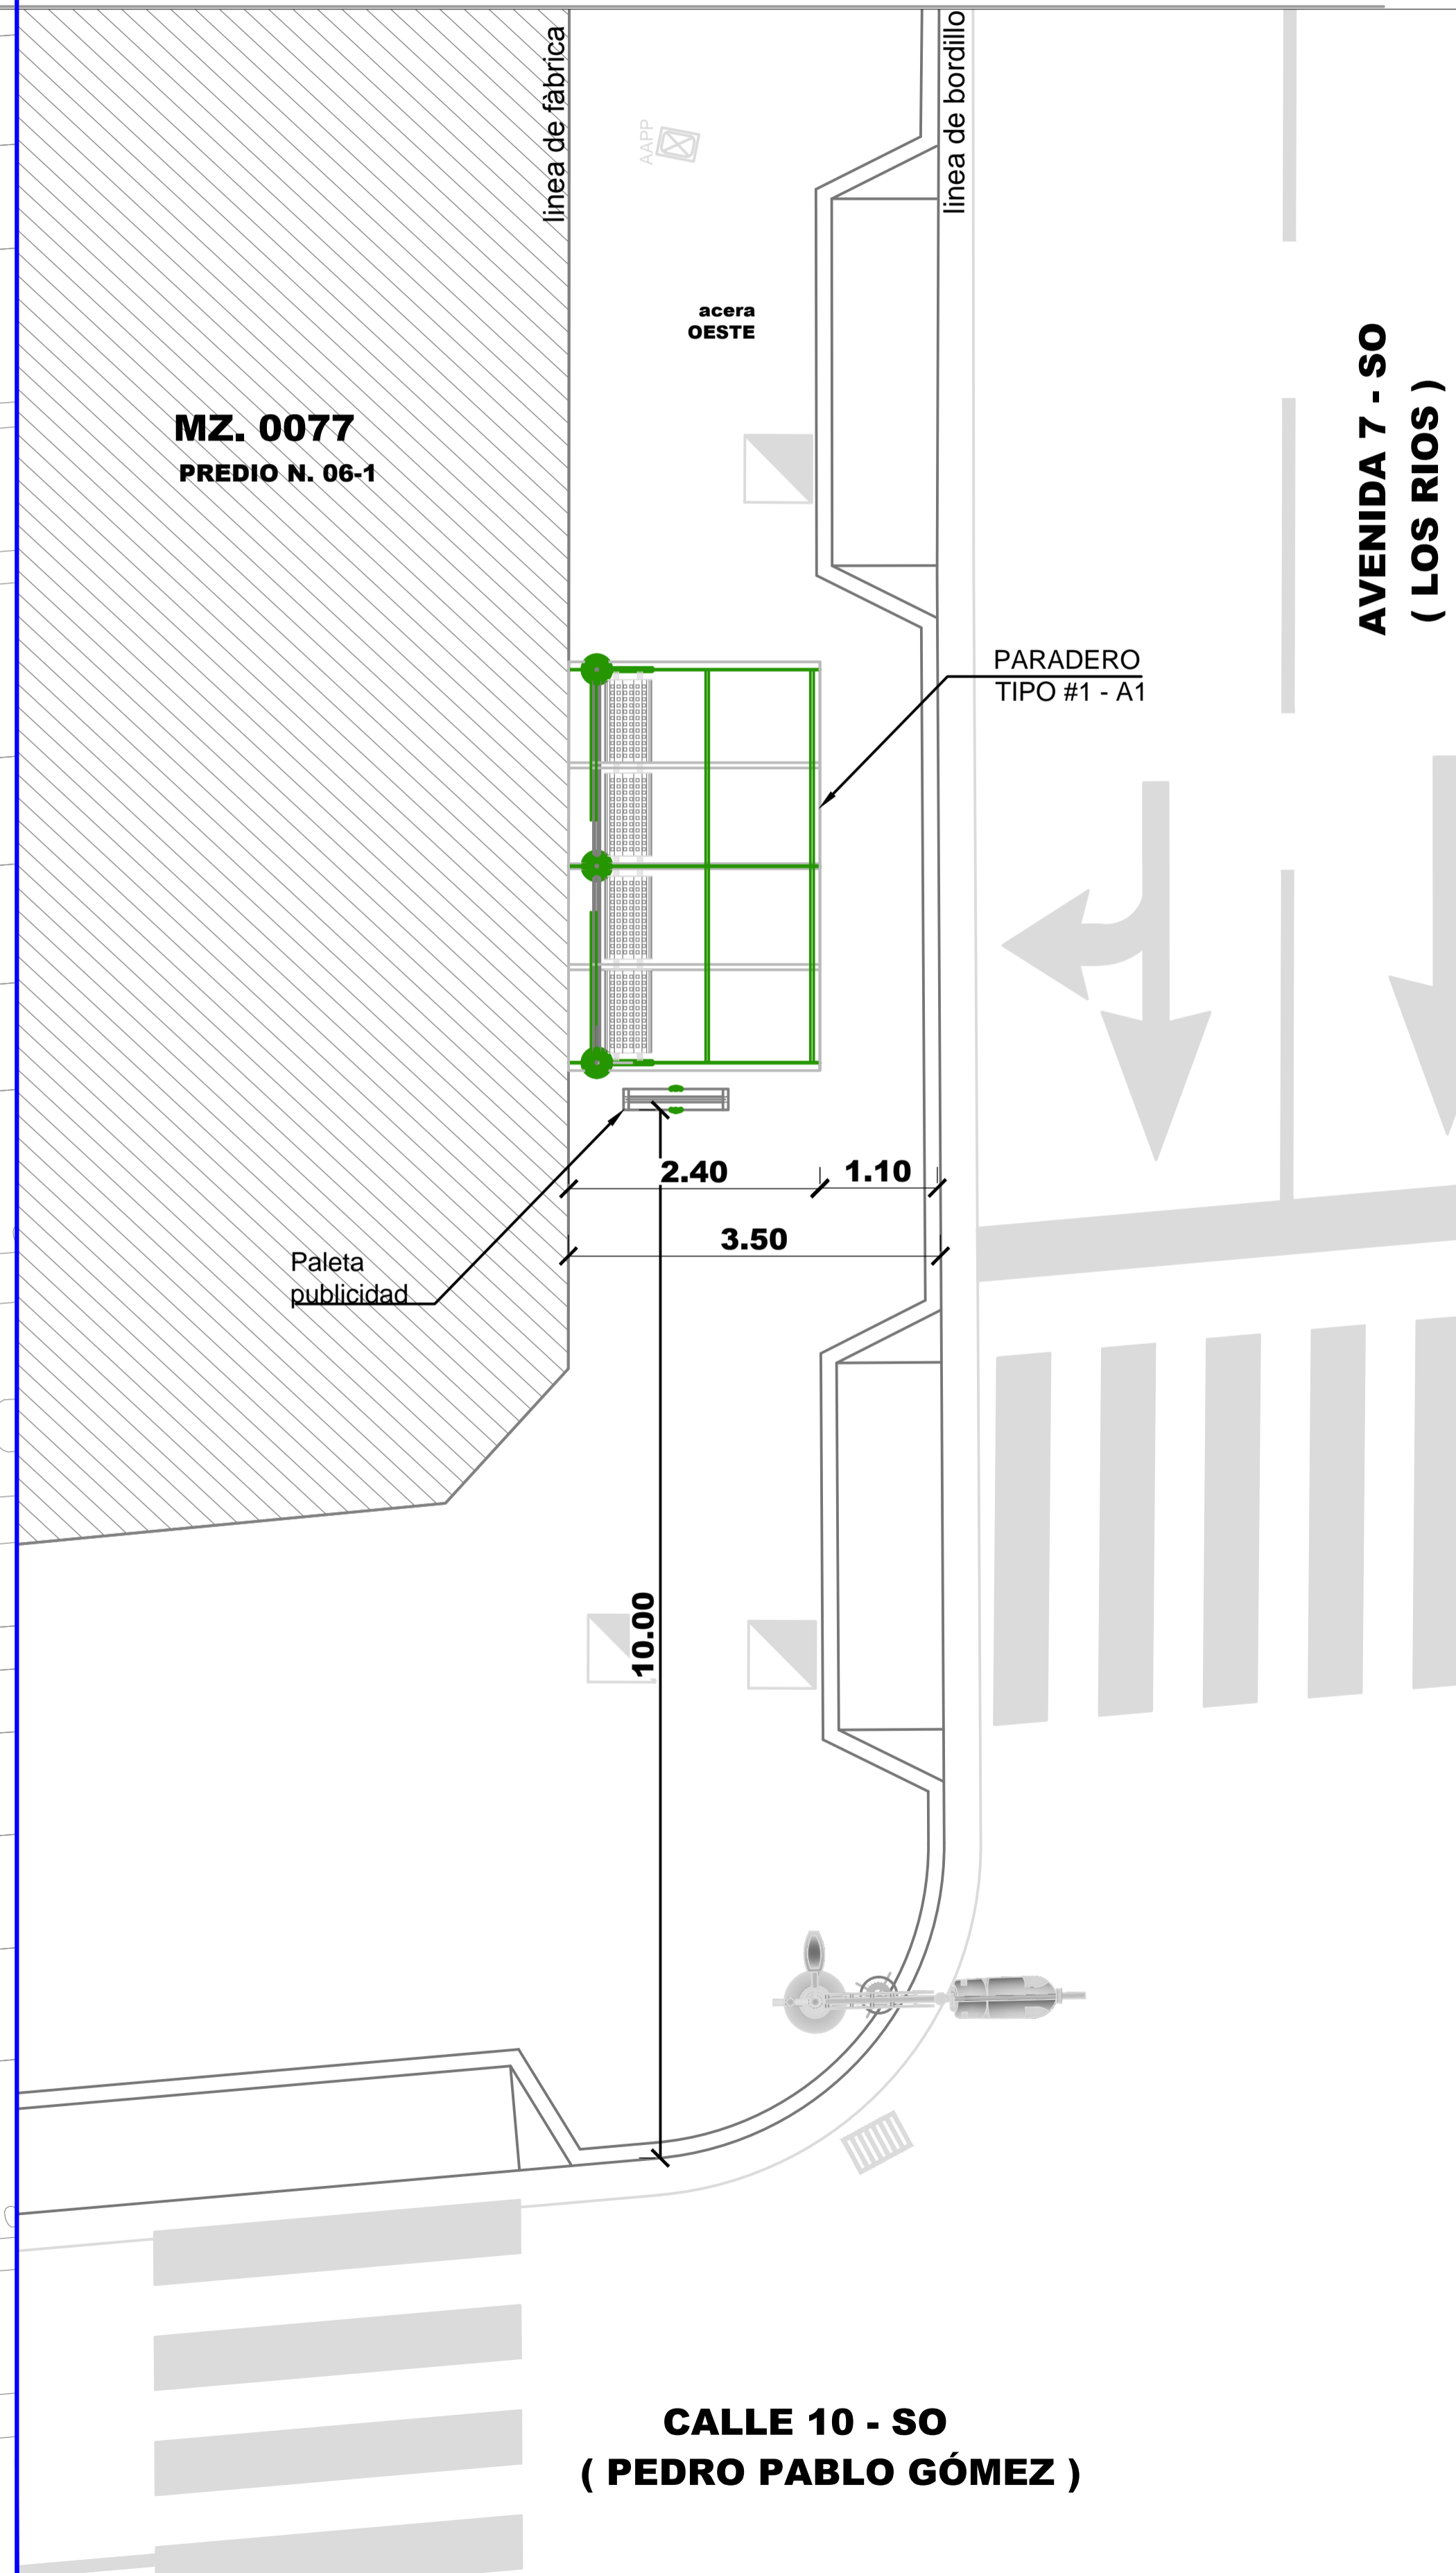 linea de fàbrica
linea de bordillo
AAPP
acera
OESTE
AVENIDA 7 - SO
( LOS RIOS )
MZ. 0077
PREDIO N. 06-1
PARADERO
TIPO #1 - A1
2.40
1.10
3.50
Paleta
publicidad
10.00
CALLE 10 - SO
( PEDRO PABLO GÓMEZ )